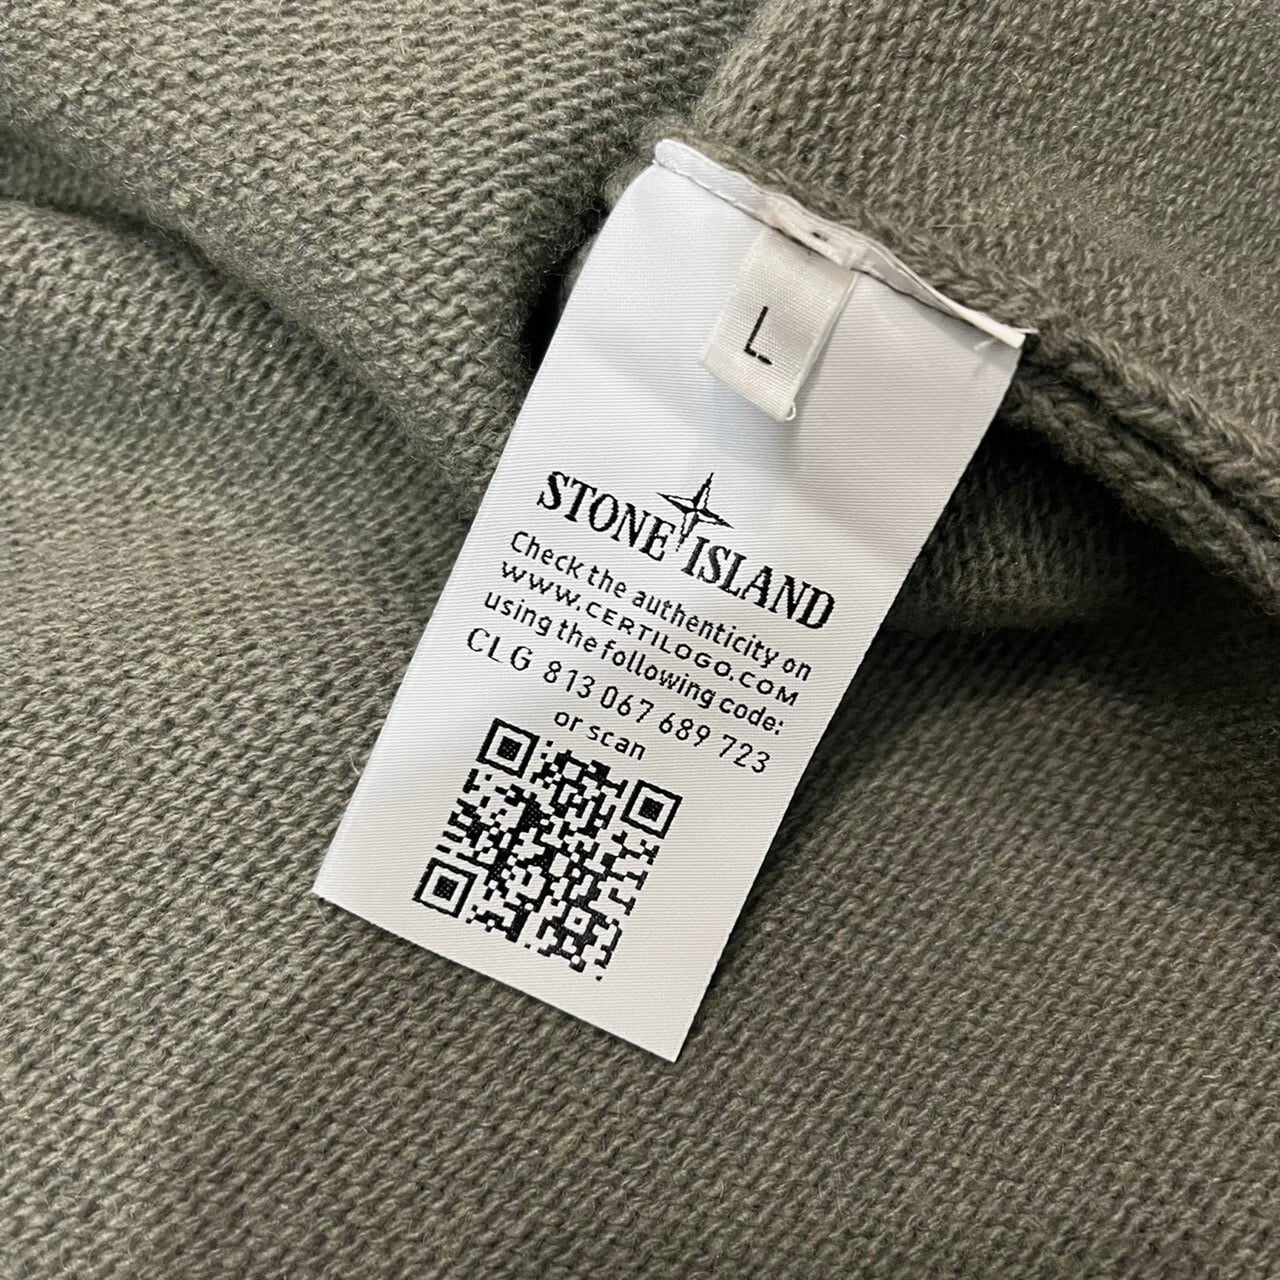 L
STONE ISLAND
Check the authenticity on
WWW.CERTILOGO.COM
using the following code:
CLG 813 067 689 723
or scan